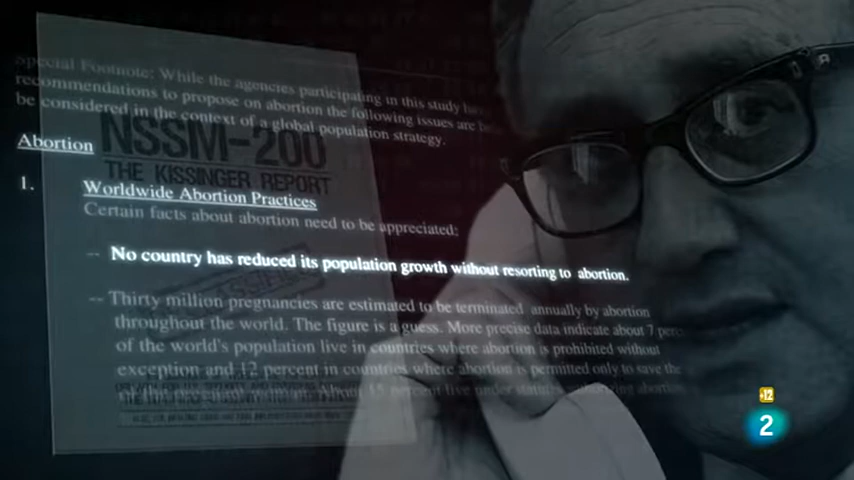 Special Footnote: While the agencies participating in this study
recommendations to propose on abortion the following issues are
be considered in the context of a global population strategy.
Abortion
NSSM-200
THE KISSINGER REPORT
1.
Worldwide Abortion Practices
Certain facts about abortion need to be appreciated:
-- No country has reduced its population growth without resorting to abortion.
-- Thirty million pregnancies are estimated to be terminated annually by abortion
throughout the world. The figure is a guess. More precise data indicate about 7
of the world's population live in countries where abortion is prohibited without
exception and 12 percent in countries where abortion is permitted only to save the
About 15 percent live under
+12
2